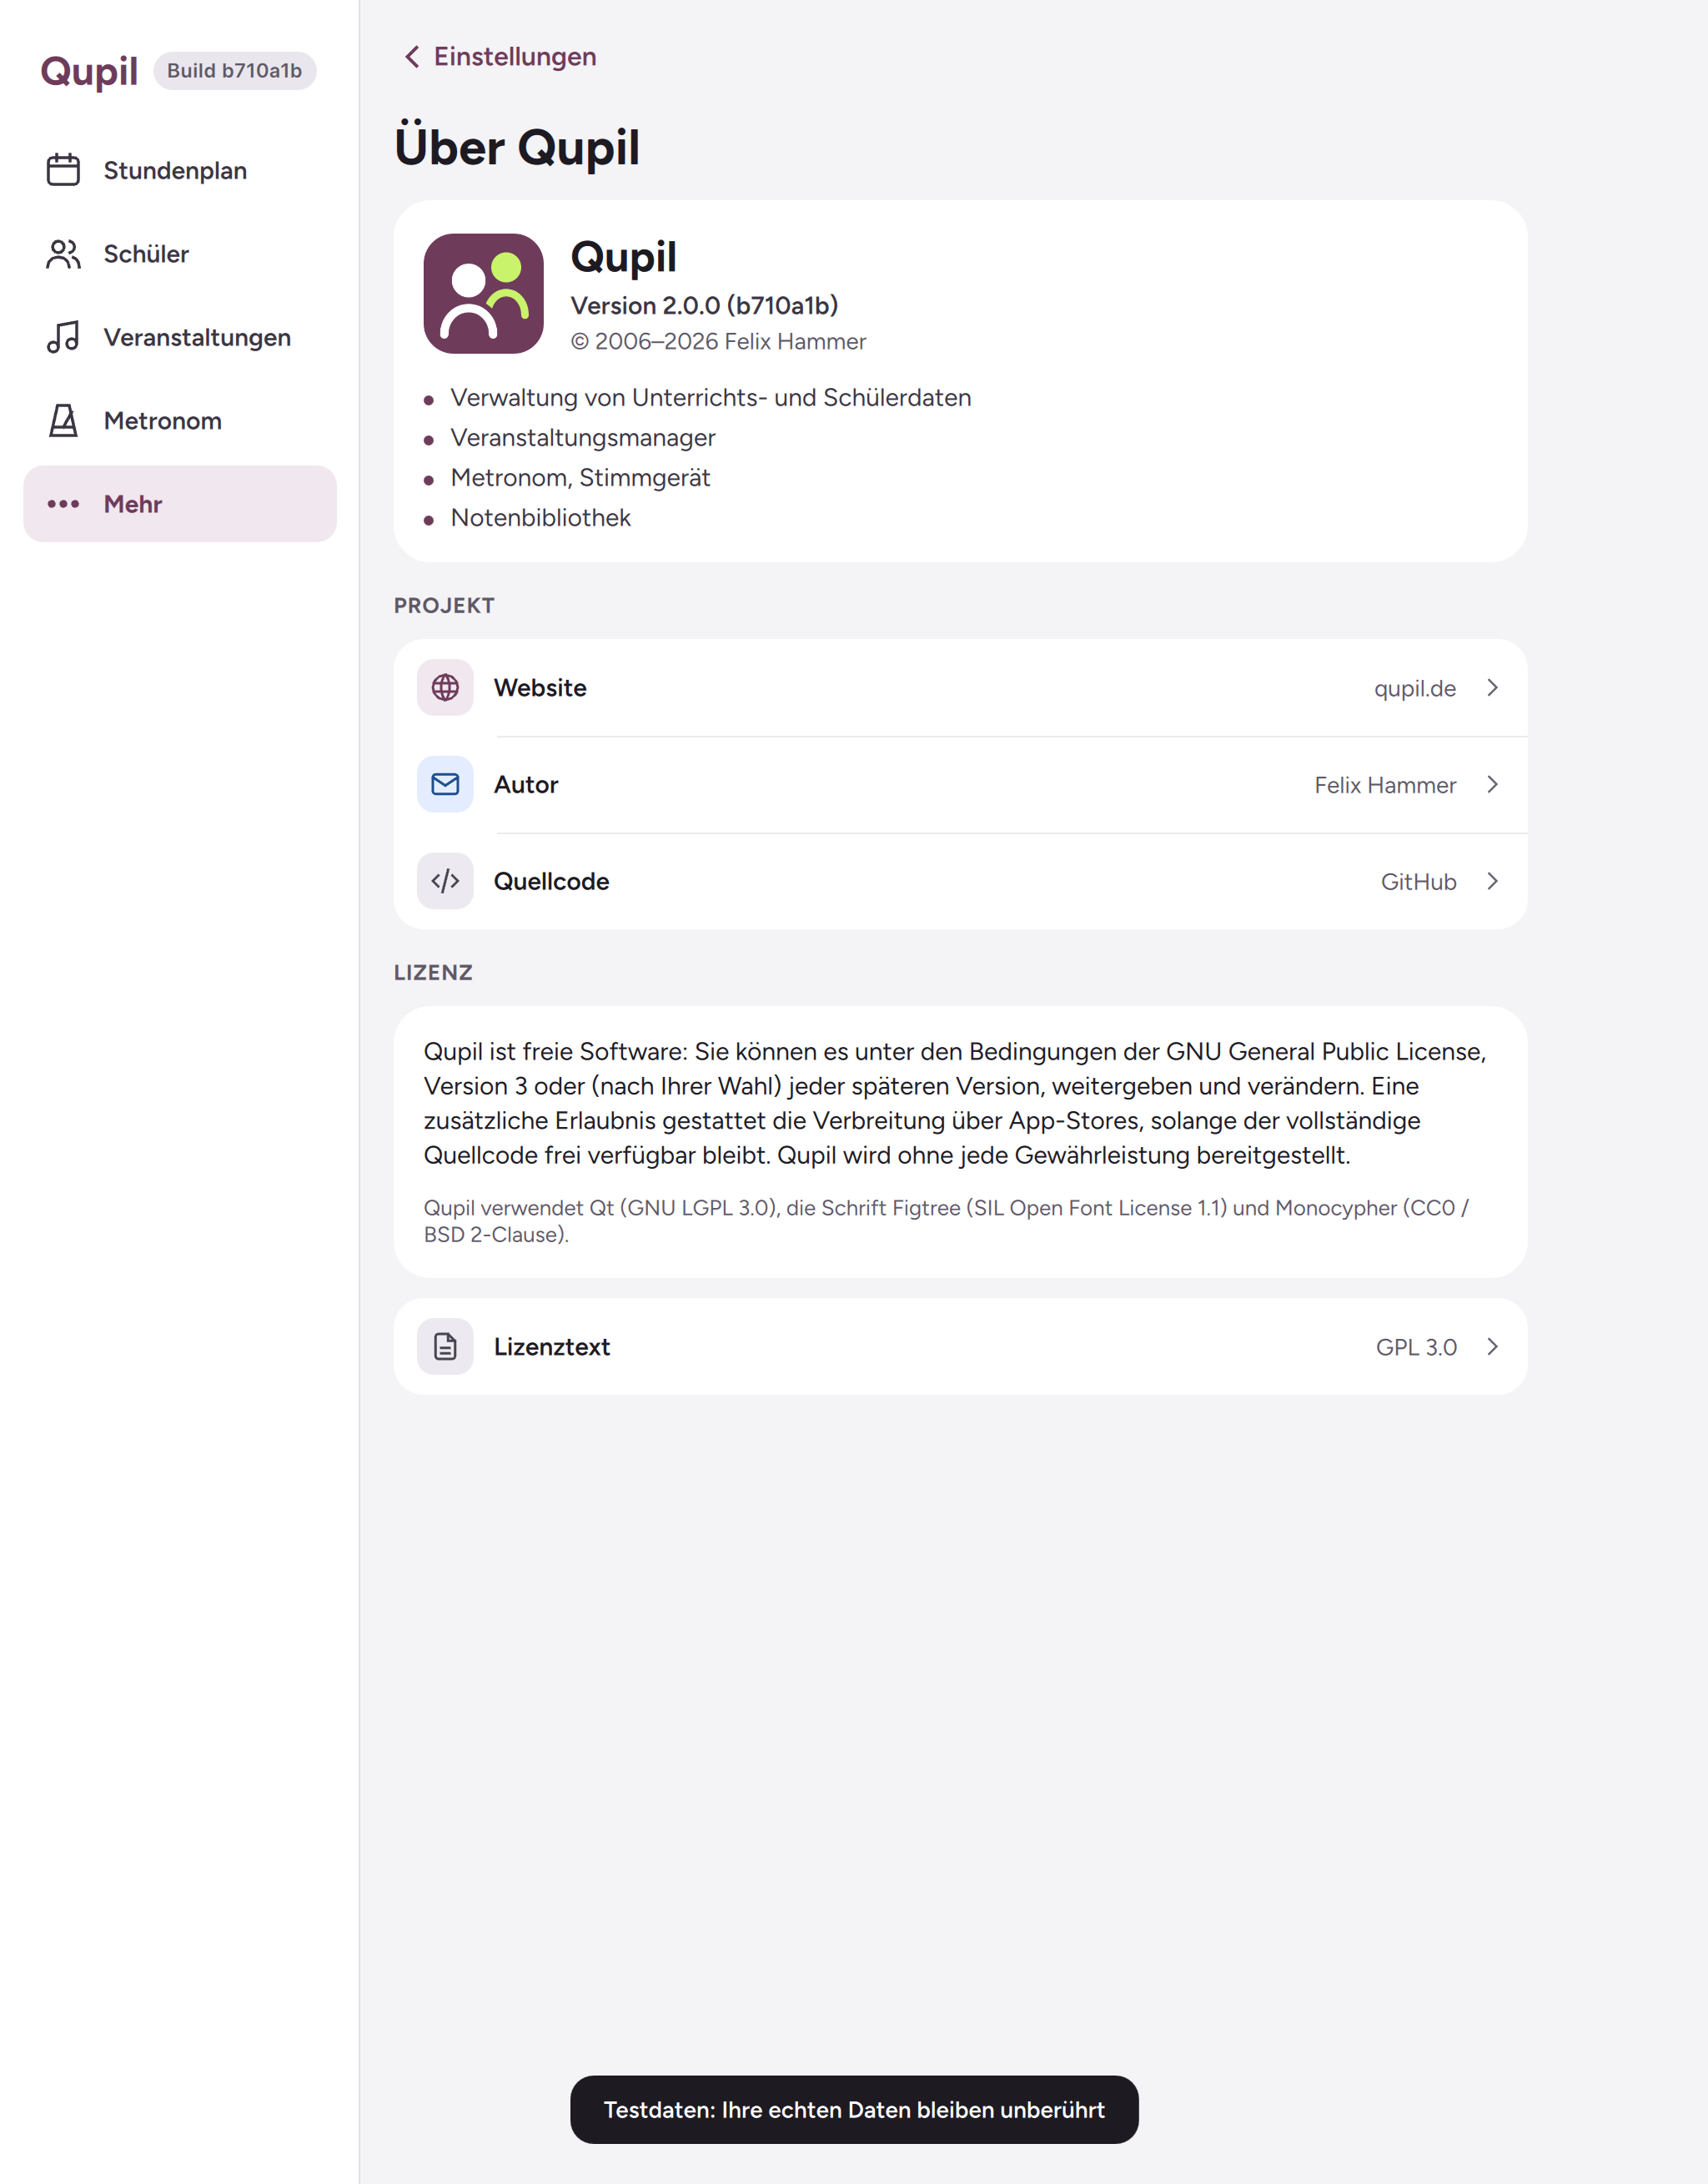 Qupil
Build b710a1b
Stundenplan
Schüler
Veranstaltungen
Metronom
Mehr
Einstellungen
Über Qupil
Qupil
Version 2.0.0 (b710a1b)
© 2006–2026 Felix Hammer
Verwaltung von Unterrichts- und Schülerdaten
Veranstaltungsmanager
Metronom, Stimmgerät
Notenbibliothek
PROJEKT
Website
qupil.de
Autor
Felix Hammer
Quellcode
GitHub
LIZENZ
Qupil ist freie Software: Sie können es unter den Bedingungen der GNU General Public License,
Version 3 oder (nach Ihrer Wahl) jeder späteren Version, weitergeben und verändern. Eine
zusätzliche Erlaubnis gestattet die Verbreitung über App-Stores, solange der vollständige
Quellcode frei verfügbar bleibt. Qupil wird ohne jede Gewährleistung bereitgestellt.
Qupil verwendet Qt (GNU LGPL 3.0), die Schrift Figtree (SIL Open Font License 1.1) und Monocypher (CC0 /
BSD 2-Clause).
Lizenztext
GPL 3.0
Testdaten: Ihre echten Daten bleiben unberührt